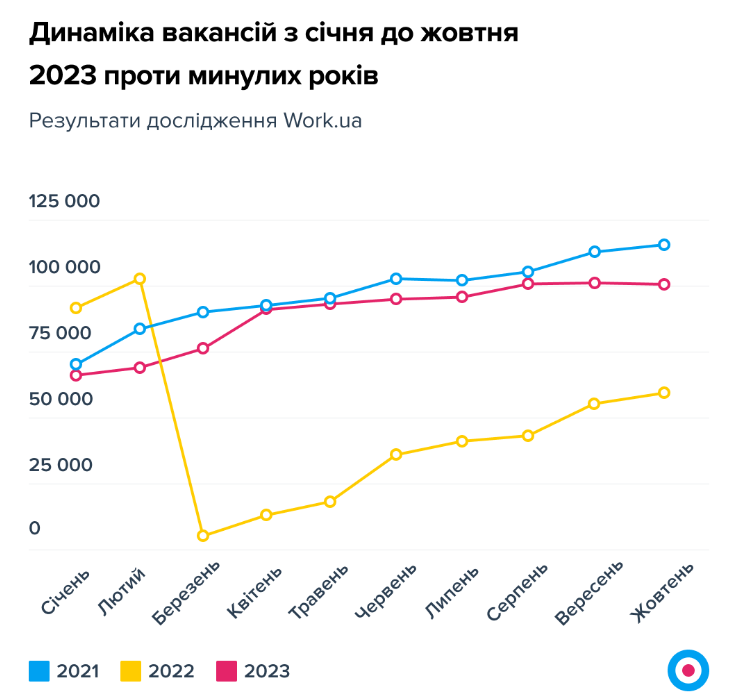 Динаміка вакансій з січня до жовтня
2023 проти минулих років
Результати дослідження Work.ua
125 000
100 000
75 000
50 000
25 000
0
Січень
Лютий
Березень
Квітень
Травень
Червень
Липень
Серпень
Вересень
Жовтень
2021
2022
2023